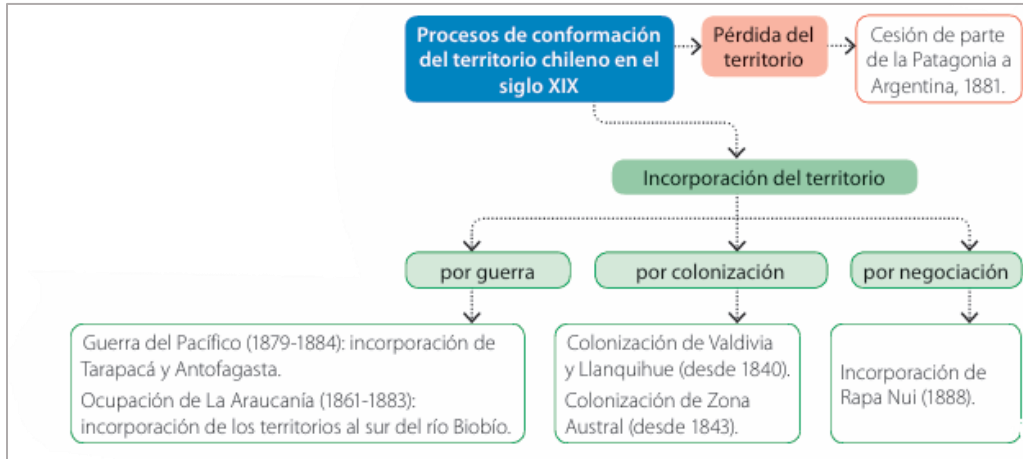 Procesos de conformación
del territorio chileno en el
siglo XIX
Pérdida del
territorio
Cesión de parte
de la Patagonia a
Argentina, 1881.
Incorporación del territorio
por guerra
por colonización
por negociación
Guerra del Pacífico (1879-1884): incorporación de
Tarapacá y Antofagasta.
Ocupación de La Araucanía (1861-1883):
incorporación de los territorios al sur del río Biobío.
Colonización de Valdivia
y Llanquihue (desde 1840).
Colonización de Zona
Austral (desde 1843).
Incorporación de
Rapa Nui (1888).